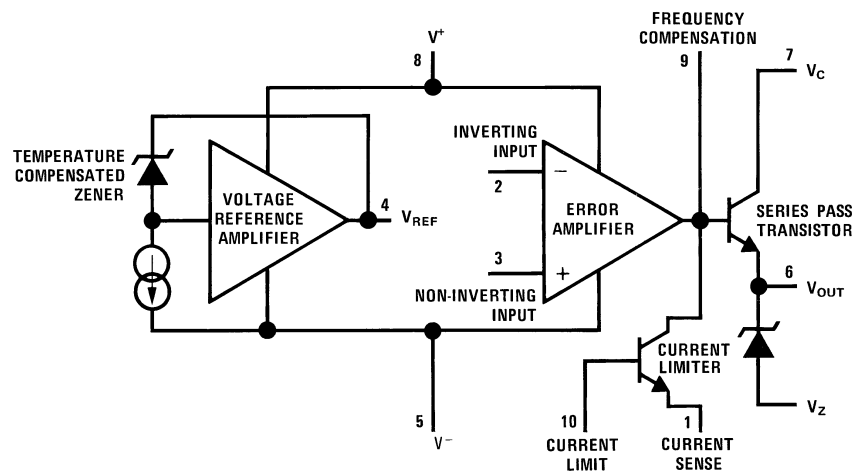 FREQUENCY
COMPENSATION
9
V+
8
7
VC
TEMPERATURE
COMPENSATED
ZENER
VOLTAGE
REFERENCE
AMPLIFIER
4
VREF
INVERTING
INPUT
2
−
ERROR
AMPLIFIER
3
+
NON-INVERTING
INPUT
SERIES PASS
TRANSISTOR
6
VOUT
CURRENT
LIMITER
VZ
5
V−
10
CURRENT
LIMIT
1
CURRENT
SENSE